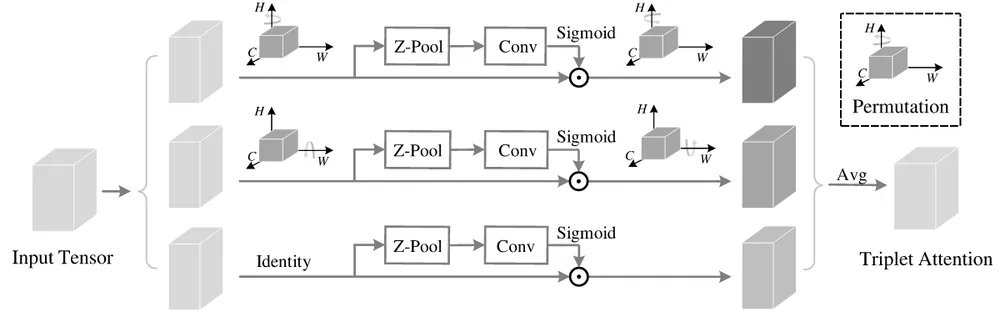 H
C
W
Z-Pool
Conv
Sigmoid
H
C
W
H
C
W
Permutation
H
C
W
Z-Pool
Conv
Sigmoid
H
C
W
Avg
Input Tensor
Identity
Z-Pool
Conv
Sigmoid
Triplet Attention